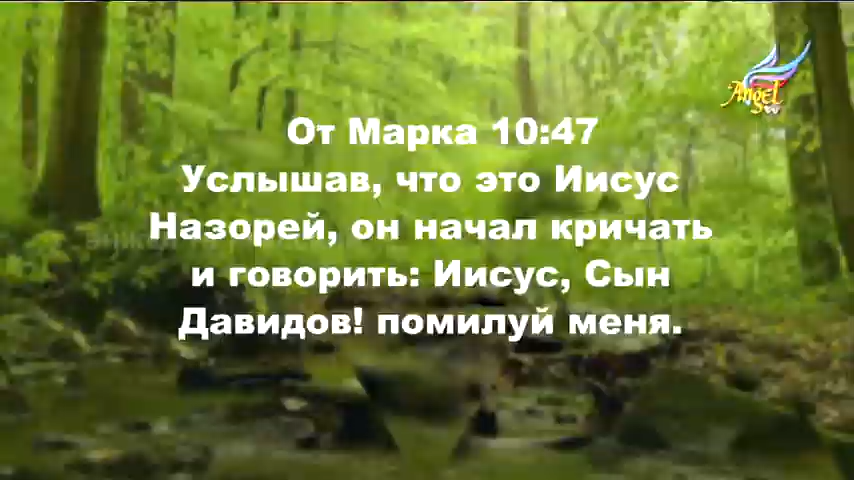 Angel
TV
От Марка 10:47
Услышав, что это Иисус
Назорей, он начал кричать
и говорить: Иисус, Сын
Давидов! помилуй меня.